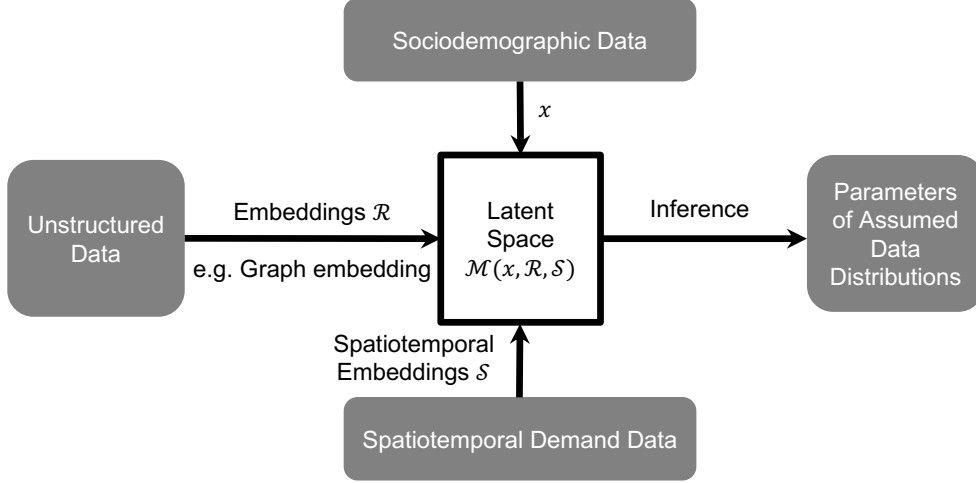 Sociodemographic Data
x
Unstructured
Data
Embeddings ℛ
e.g. Graph embedding
Latent
Space
ℳ(x, ℛ, 𝒮)
Inference
Parameters
of Assumed
Data
Distributions
Spatiotemporal
Embeddings 𝒮
Spatiotemporal Demand Data